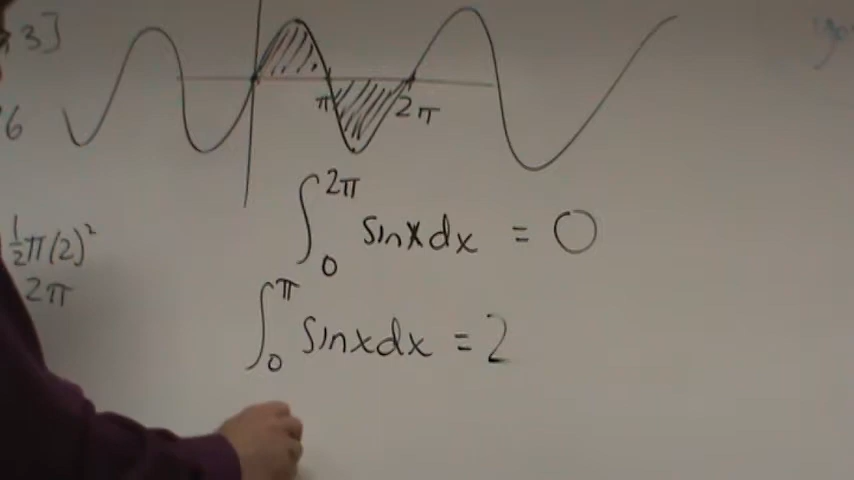 3]
6
π
2π
½π(2)²
2π
∫₀^{2π} sinx dx = 0
∫₀^{π} sinx dx = 2